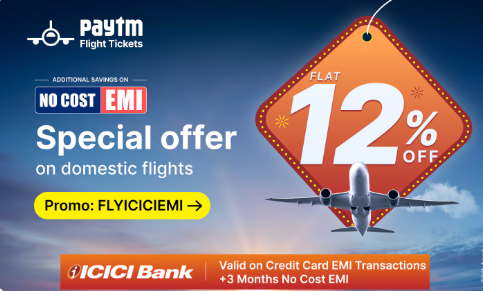 paytm
Flight Tickets
ADDITIONAL SAVINGS ON
NO COST EMI
Special offer
on domestic flights
Promo: FLYICICIEMI →
FLAT
12%
OFF
ICICI Bank
Valid on Credit Card EMI Transactions
+3 Months No Cost EMI